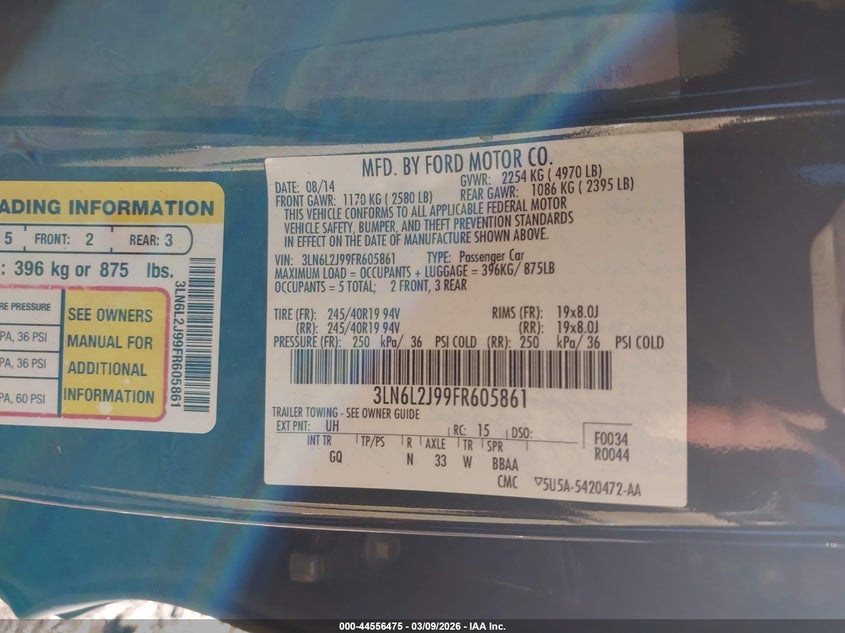 ADING INFORMATION
5 FRONT: 2 REAR: 3
: 396 kg or 875 lbs.
RE PRESSURE
PA, 36 PSI
PA, 36 PSI
PA, 60 PSI
SEE OWNERS
MANUAL FOR
ADDITIONAL
INFORMATION
3LN6L2J99FR605861
MFD. BY FORD MOTOR CO.
DATE: 08/14 GVWR: 2254 KG ( 4970 LB)
FRONT GAWR: 1170 KG ( 2580 LB) REAR GAWR: 1086 KG ( 2395 LB)
THIS VEHICLE CONFORMS TO ALL APPLICABLE FEDERAL MOTOR
VEHICLE SAFETY, BUMPER, AND THEFT PREVENTION STANDARDS
IN EFFECT ON THE DATE OF MANUFACTURE SHOWN ABOVE.
VIN: 3LN6L2J99FR605861 TYPE: Passenger Car
MAXIMUM LOAD = OCCUPANTS + LUGGAGE = 396KG/ 875LB
OCCUPANTS = 5 TOTAL; 2 FRONT, 3 REAR
TIRE (FR): 245/40R19 94V RIMS (FR): 19x8.0J
(RR): 245/40R19 94V (RR): 19x8.0J
PRESSURE (FR): 250 kPa/ 36 PSI COLD (RR): 250 kPa/ 36 PSI COLD
3LN6L2J99FR605861
TRAILER TOWING - SEE OWNER GUIDE
EXT PNT: UH RC: 15 DSO: F0034
INT TR TP/PS R AXLE TR SPR R0044
GQ N 33 W BBAA
CMC ▽5U5A-5420472-AA
000-44556475 - 03/09/2026 - IAA Inc.